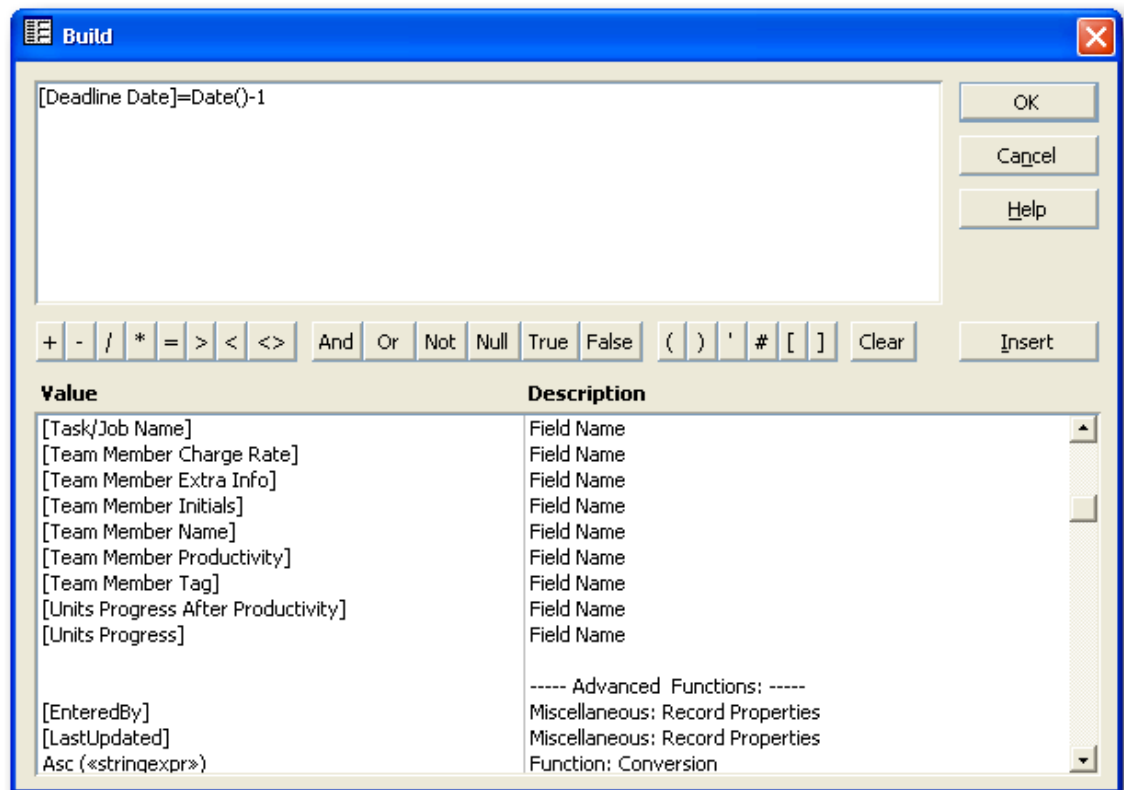 Build
[Deadline Date]=Date()-1
OK
Cancel
Help
+ - / * = > < <> And Or Not Null True False ( ) ' # [ ] Clear Insert
Value Description
[Task/Job Name] Field Name
[Team Member Charge Rate] Field Name
[Team Member Extra Info] Field Name
[Team Member Initials] Field Name
[Team Member Name] Field Name
[Team Member Productivity] Field Name
[Team Member Tag] Field Name
[Units Progress After Productivity] Field Name
[Units Progress] Field Name
----- Advanced Functions: -----
[EnteredBy] Miscellaneous: Record Properties
[LastUpdated] Miscellaneous: Record Properties
Asc («stringexpr») Function: Conversion